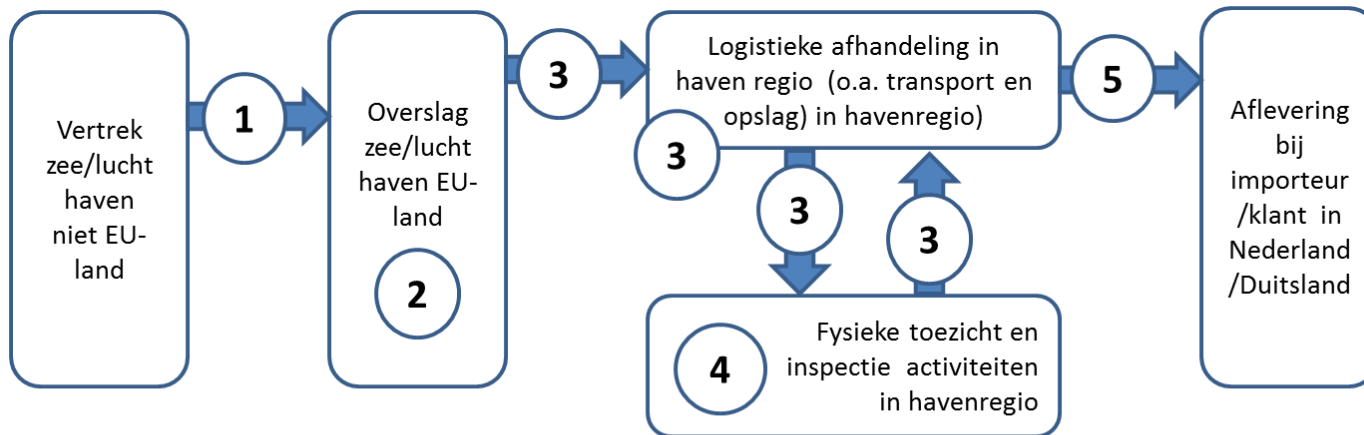 Vertrek
zee/lucht
haven
niet EU-
land
1
Overslag
zee/lucht
haven EU-
land
2
3
Logistieke afhandeling in
haven regio (o.a. transport en
opslag) in havenregio)
3
3
3
4
Fysieke toezicht en
inspectie activiteiten
in havenregio
5
Aflevering
bij
importeur
/klant in
Nederland
/Duitsland